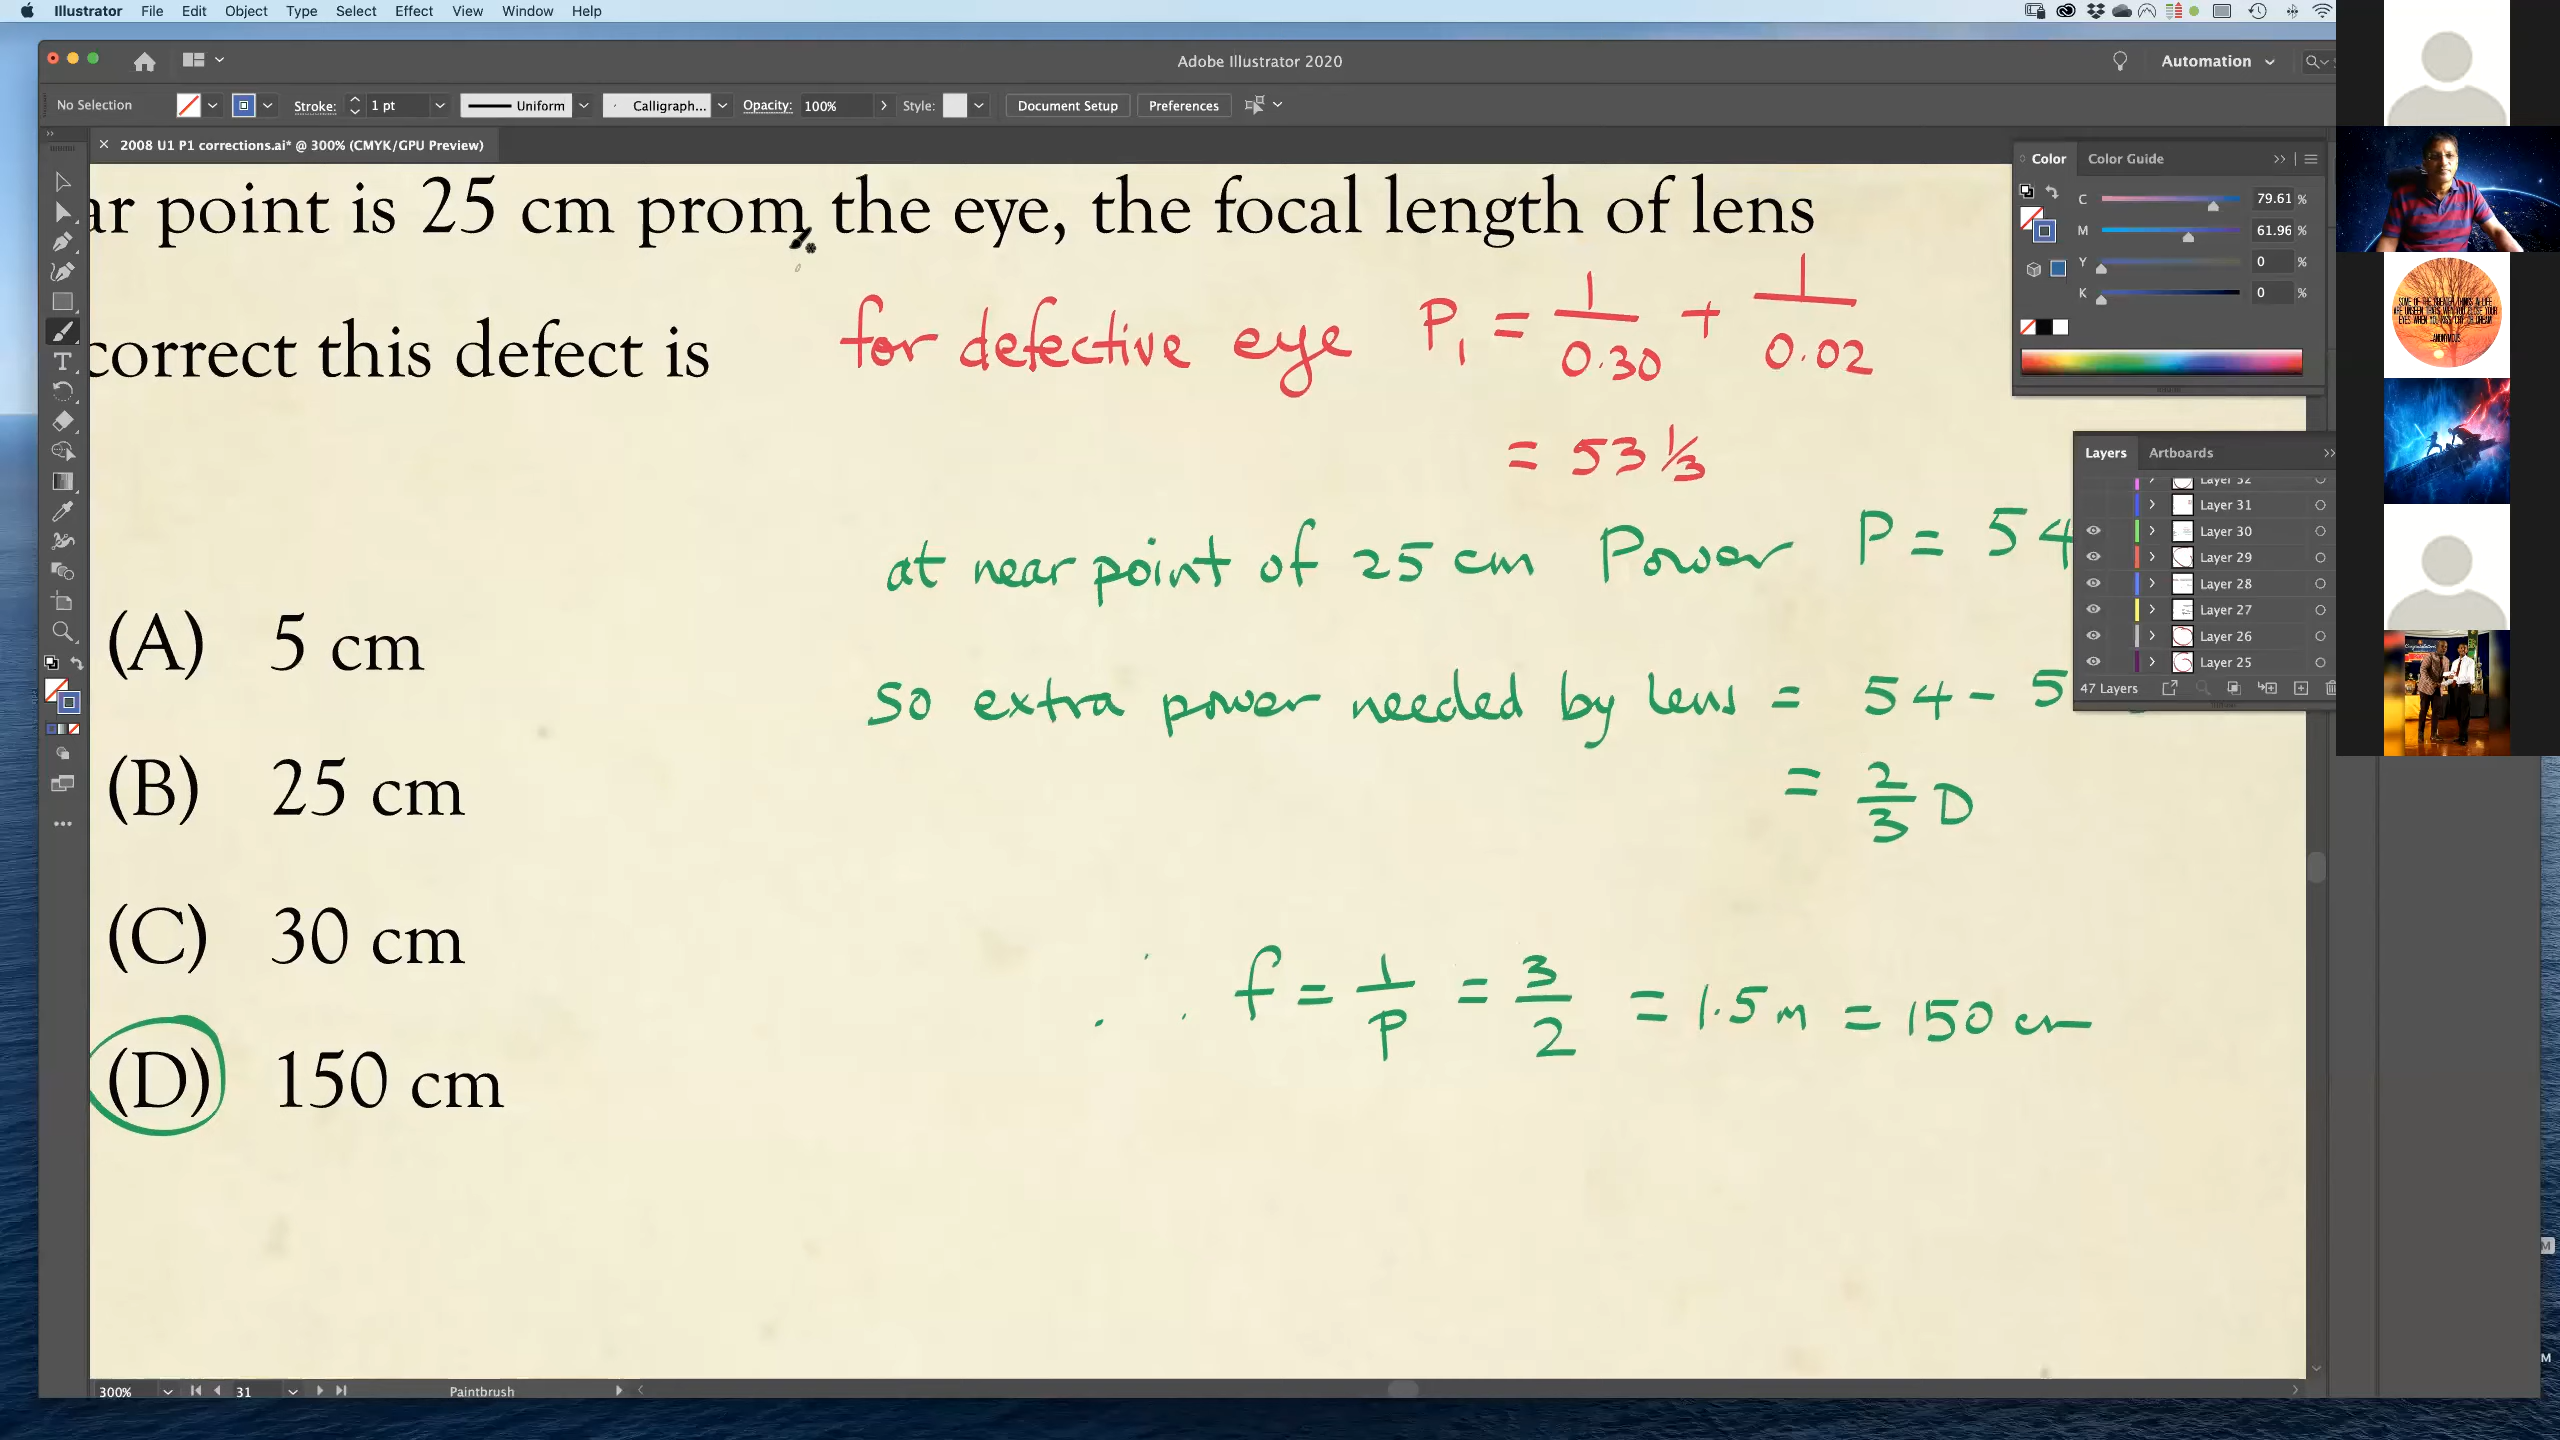 Illustrator File Edit Object Type Select Effect View Window Help
Adobe Illustrator 2020
Automation
No Selection Stroke: 1 pt Uniform Calligraph... Opacity: 100% Style: Document Setup Preferences
2008 U1 P1 corrections.ai* @ 300% (CMYK/GPU Preview)
Color Color Guide
C 79.61 %
M 61.96 %
Y 0 %
K 0 %
ar point is 25 cm prom the eye, the focal length of lens
correct this defect is
for defective eye P₁ = 1/0.30 + 1/0.02
= 53 1/3
at near point of 25 cm Power P = 54
so extra power needed by lens = 54 - 5
= 2/3 D
∴ f = 1/P = 3/2 = 1.5 m = 150 cm
(A) 5 cm
(B) 25 cm
(C) 30 cm
(D) 150 cm
Layers Artboards
Layer 32
Layer 31
Layer 30
Layer 29
Layer 28
Layer 27
Layer 26
Layer 25
47 Layers
300% 31 Paintbrush